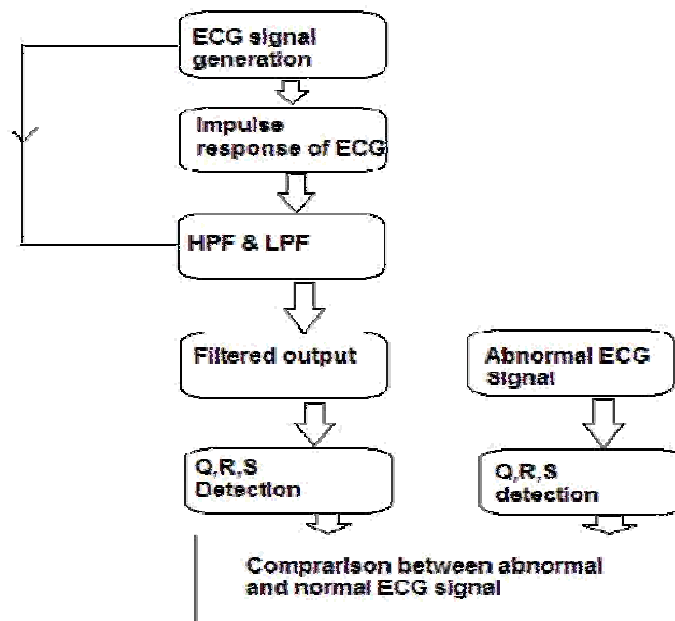 ECG signal
generation
Impulse
response of ECG
HPF & LPF
Filtered output
Abnormal ECG
Signal
Q,R,S
Detection
Q,R,S
detection
Comprarison between abnormal
and normal ECG signal